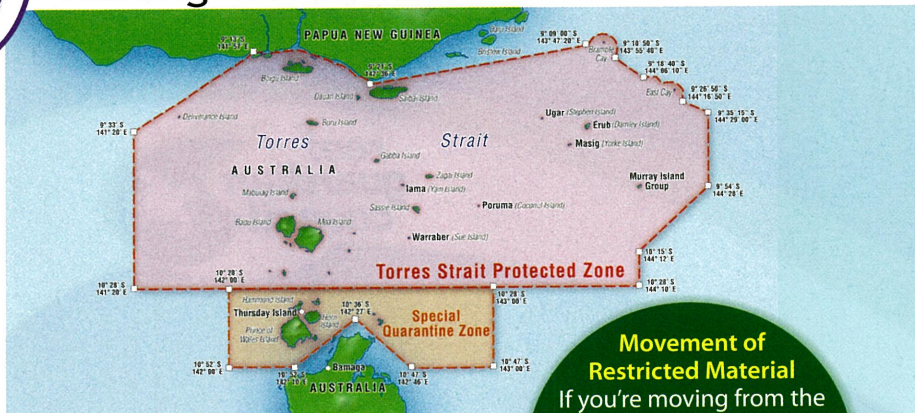 PAPUA NEW GUINEA
9° 09' 00" S
143° 47' 20" E
9° 10' 50" S
143° 55' 40" E
Bramble
Cay
9° 18' 40" S
144° 06' 10" E
East Cay
9° 26' 50" S
144° 16' 50" E
9° 35' 15" S
144° 29' 00" E
Bristow Island
Boigu Island
Dauan Island
Saibai Island
Deliverance Island
9° 33' S
141° 20' E
Ugar (Stephen Island)
Erub (Darnley Island)
Masig (Yorke Island)
Torres
Strait
Gabba Island
AUSTRALIA
Zagai Island
Murray Island
Group
9° 54' S
Mabuiag Island
Iama (Yam Island)
Sassie Island
Poruma (Coconut Island)
Badu Island
Moa Island
Warraber (Sue Island)
10° 15' S
144° 12' E
Torres Strait Protected Zone
10° 28' S
141° 20' E
10° 28' S
142° 00' E
10° 28' S
143° 00' E
10° 28' S
144° 10' E
Hammond Island
Thursday Island
Horn
Island
Prince of
Wales Island
10° 36' S
142° 27' E
Special
Quarantine Zone
10° 52' S
142° 00' E
10° 47' S
142° 46' E
10° 47' S
143° 00' E
Bamaga
AUSTRALIA
Movement of
Restricted Material
If you're moving from the